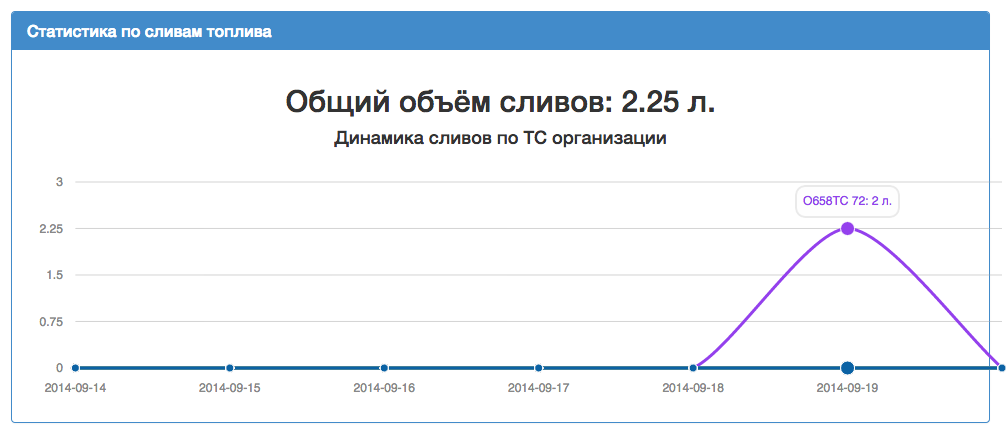 Статистика по сливам топлива
Общий объём сливов: 2.25 л.
Динамика сливов по ТС организации
3
О658ТС 72: 2 л.
2.25
1.5
0.75
0
2014-09-14 2014-09-15 2014-09-16 2014-09-17 2014-09-18 2014-09-19